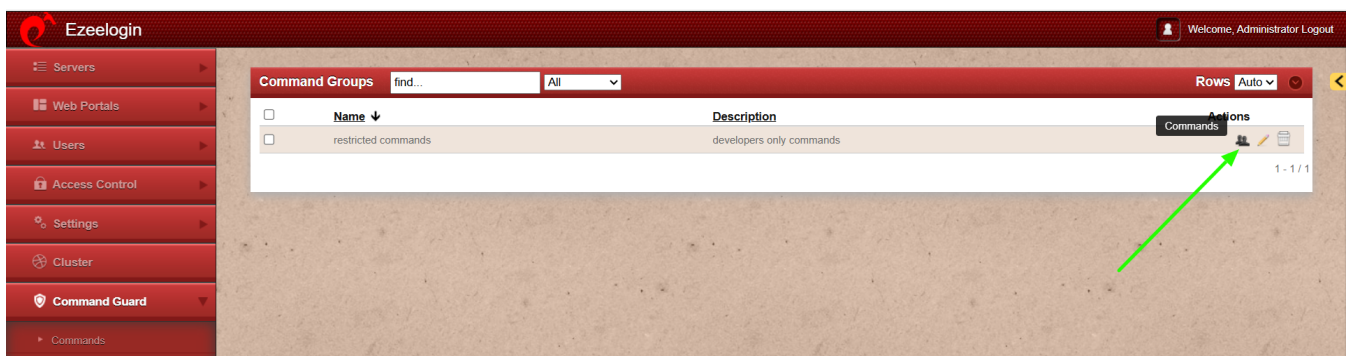 Ezeelogin
Welcome, Administrator Logout
Servers
Web Portals
Users
Access Control
Settings
Cluster
Command Guard
Commands
Command Groups find... All Rows Auto
Name Description Actions
Commands
restricted commands developers only commands
1 - 1 / 1